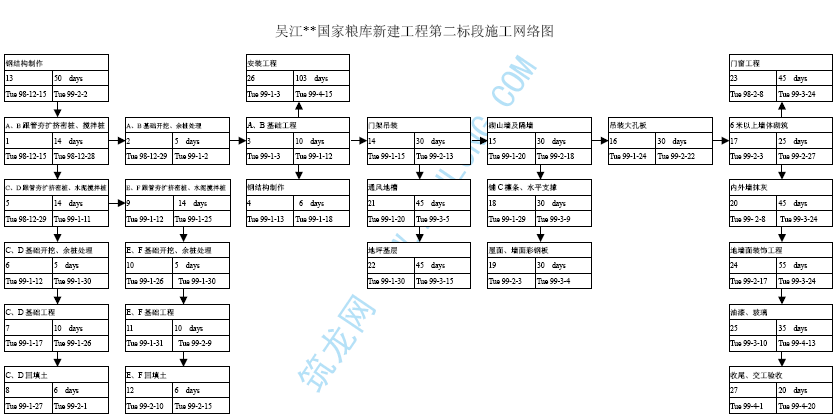 吴江**国家粮库新建工程第二标段施工网络图
钢结构制作
13 50 days
Tue 98-12-15 Tue 99-2-2
安装工程
26 103 days
Tue 99-1-3 Tue 99-4-15
门窗工程
23 45 days
Tue 98-2-8 Tue 99-3-24
A、B跟管夯扩挤密桩、搅拌桩
1 14 days
Tue 98-12-15 Tue 98-12-28
A、B基础开挖、余桩处理
2 5 days
Tue 98-12-29 Tue 99-1-2
A、B基础工程
3 10 days
Tue 99-1-3 Tue 99-1-12
门架吊装
14 30 days
Tue 99-1-15 Tue 99-2-13
砌山墙及隔墙
15 30 days
Tue 99-1-20 Tue 99-2-18
吊装大孔板
16 30 days
Tue 99-1-24 Tue 99-2-22
6米以上墙体砌筑
17 25 days
Tue 99-2-3 Tue 99-2-27
C、D跟管夯扩挤密桩、水泥搅拌桩
5 14 days
Tue 98-12-29 Tue 99-1-11
E、F跟管夯扩挤密桩、水泥搅拌桩
9 14 days
Tue 99-1-12 Tue 99-1-25
钢结构制作
4 6 days
Tue 99-1-13 Tue 99-1-18
通风地槽
21 45 days
Tue 99-1-20 Tue 99-3-5
铺C檩条、水平支撑
18 30 days
Tue 99-1-29 Tue 99-3-9
内外墙抹灰
20 45 days
Tue 99-2-8 Tue 99-3-24
C、D基础开挖、余桩处理
6 5 days
Tue 99-1-12 Tue 99-1-30
E、F基础开挖、余桩处理
10 5 days
Tue 99-1-26 Tue 99-1-30
地坪基层
22 45 days
Tue 99-1-30 Tue 99-3-15
屋面、墙面彩钢板
19 30 days
Tue 99-2-3 Tue 99-3-4
地墙面装饰工程
24 55 days
Tue 99-2-17 Tue 99-3-24
C、D基础工程
7 10 days
Tue 99-1-17 Tue 99-1-26
E、F基础工程
11 10 days
Tue 99-1-31 Tue 99-2-9
油漆、玻璃
25 35 days
Tue 99-3-10 Tue 99-4-13
C、D回填土
8 6 days
Tue 99-1-27 Tue 99-2-1
E、F回填土
12 6 days
Tue 99-2-10 Tue 99-2-15
收尾、交工验收
27 20 days
Tue 99-4-1 Tue 99-4-20
筑龙网